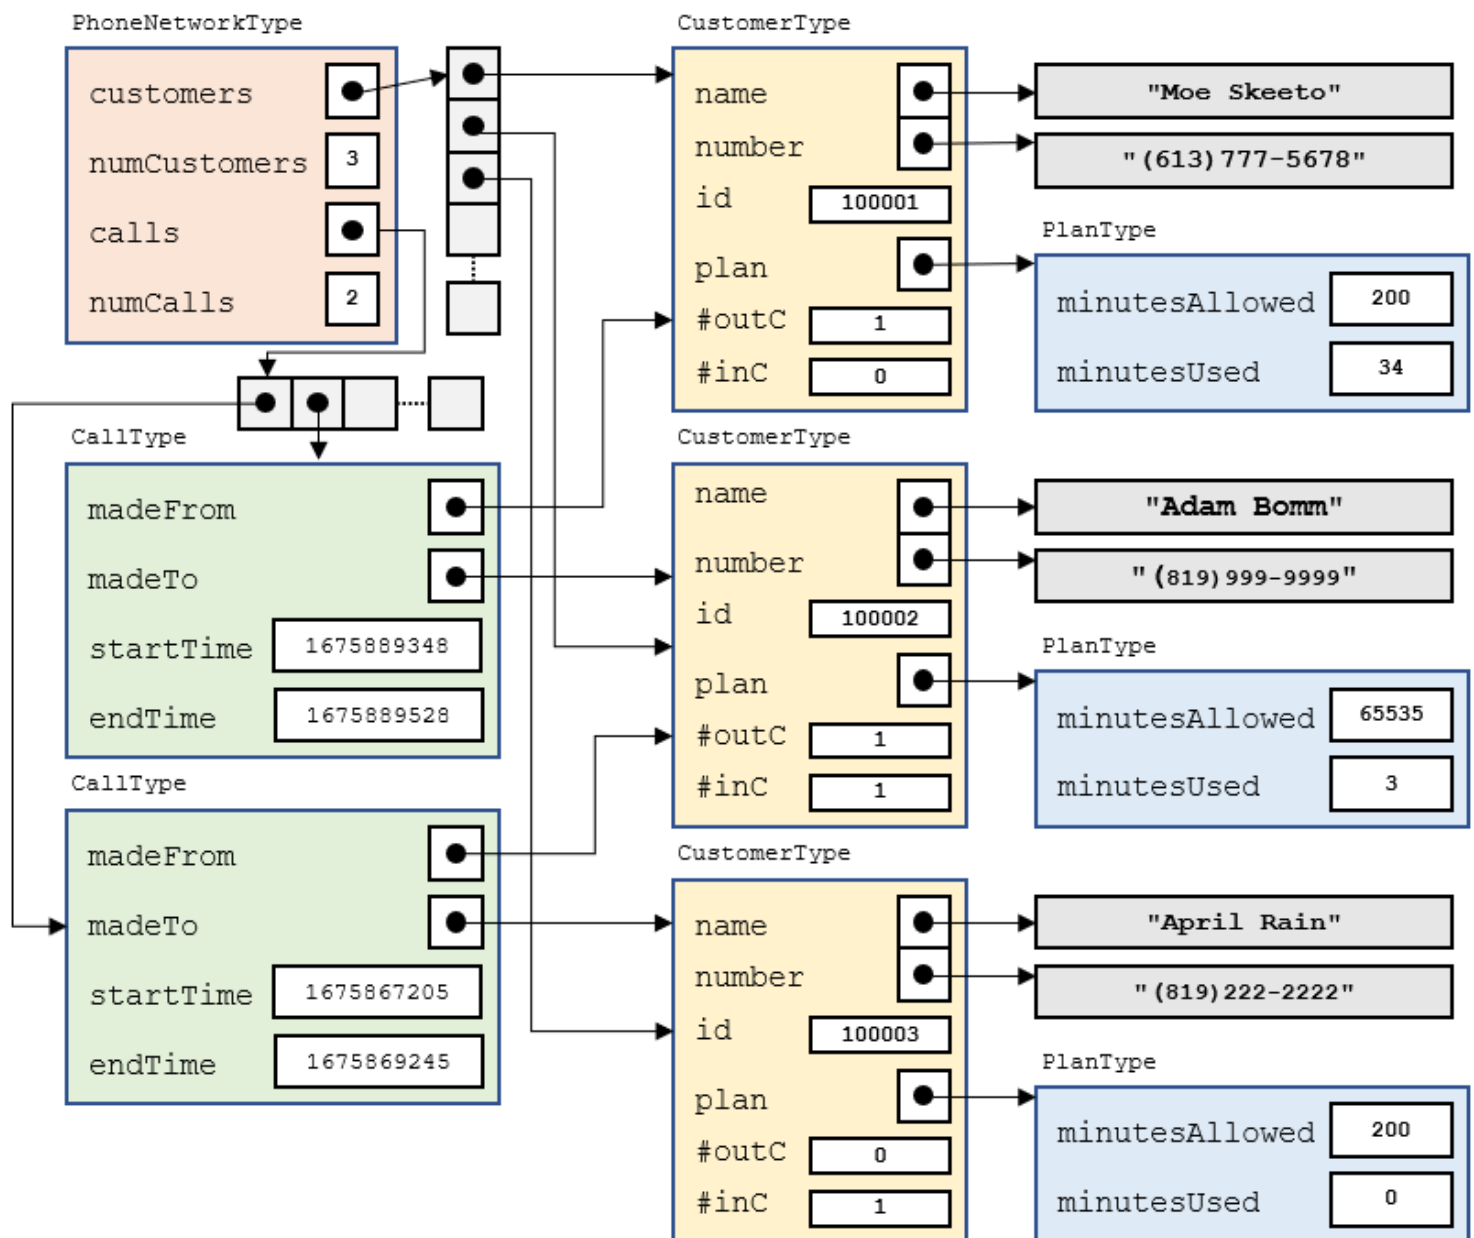 PhoneNetworkType
customers
numCustomers 3
calls
numCalls 2
CustomerType
name "Moe Skeeto"
number "(613)777-5678"
id 100001
plan
#outC 1
#inC 0
PlanType
minutesAllowed 200
minutesUsed 34
CallType
madeFrom
madeTo
startTime 1675889348
endTime 1675889528
CustomerType
name "Adam Bomm"
number "(819)999-9999"
id 100002
plan
#outC 1
#inC 1
PlanType
minutesAllowed 65535
minutesUsed 3
CallType
madeFrom
madeTo
startTime 1675867205
endTime 1675869245
CustomerType
name "April Rain"
number "(819)222-2222"
id 100003
plan
#outC 0
#inC 1
PlanType
minutesAllowed 200
minutesUsed 0